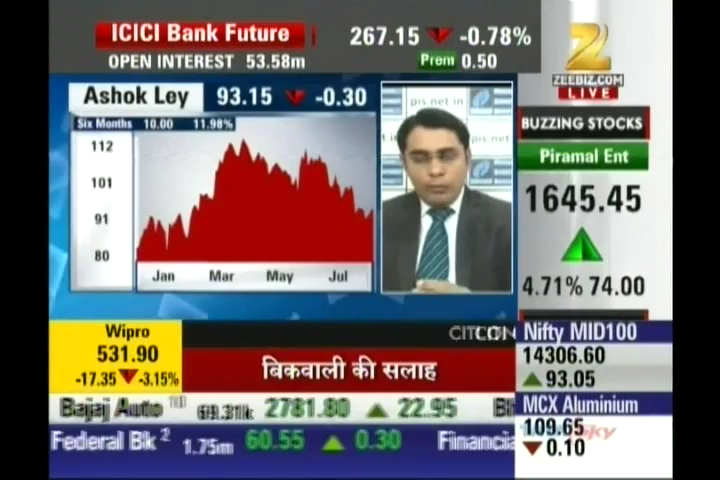 ICICI Bank Future
267.15 -0.78%
OPEN INTEREST 53.58m
Prem 0.50
ZEEBIZ.COM
LIVE
Ashok Ley 93.15 -0.30
Six Months 10.00 11.98%
112
101
91
80
Jan Mar May Jul
pis.net.in
pis.net.in
BUZZING STOCKS
Piramal Ent
1645.45
4.71% 74.00
Wipro
531.90
-17.35 -3.15%
बिकवाली की सलाह
Nifty MID100
14306.60
93.05
MCX Aluminium
109.65
0.10
Bajaj Auto 2781.80 22.95
Federal Bk 2 1.75m 60.55 0.30 Financia